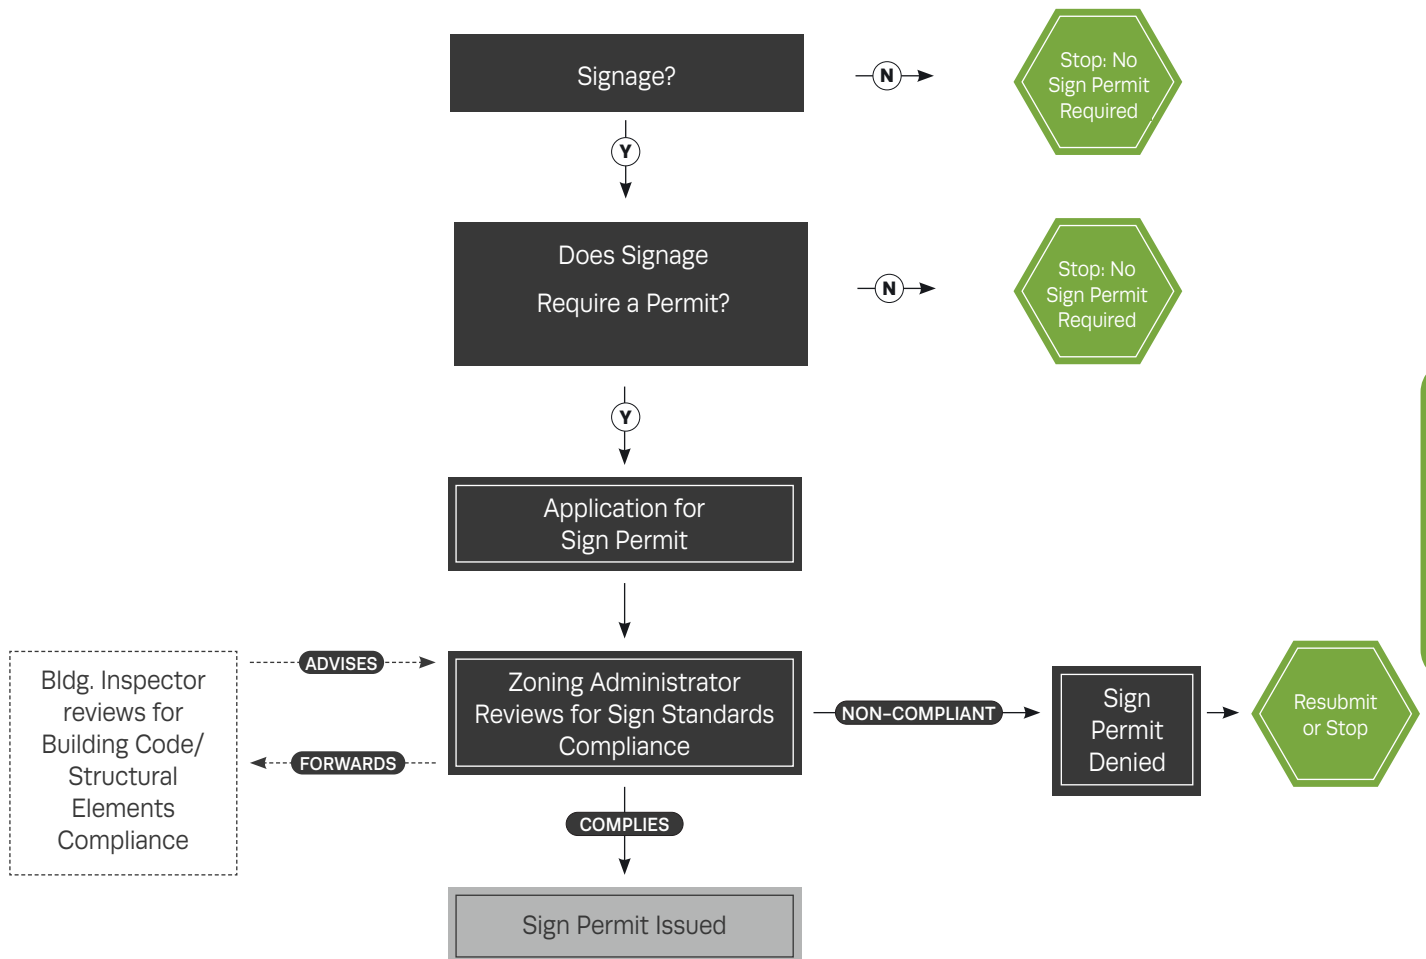 Signage?
N
Stop: No
Sign Permit
Required
Y
Does Signage
Require a Permit?
N
Stop: No
Sign Permit
Required
Y
Application for
Sign Permit
ADVISES
FORWARDS
Bldg. Inspector
reviews for
Building Code/
Structural
Elements
Compliance
Zoning Administrator
Reviews for Sign Standards
Compliance
NON-COMPLIANT
Sign
Permit
Denied
Resubmit
or Stop
COMPLIES
Sign Permit Issued